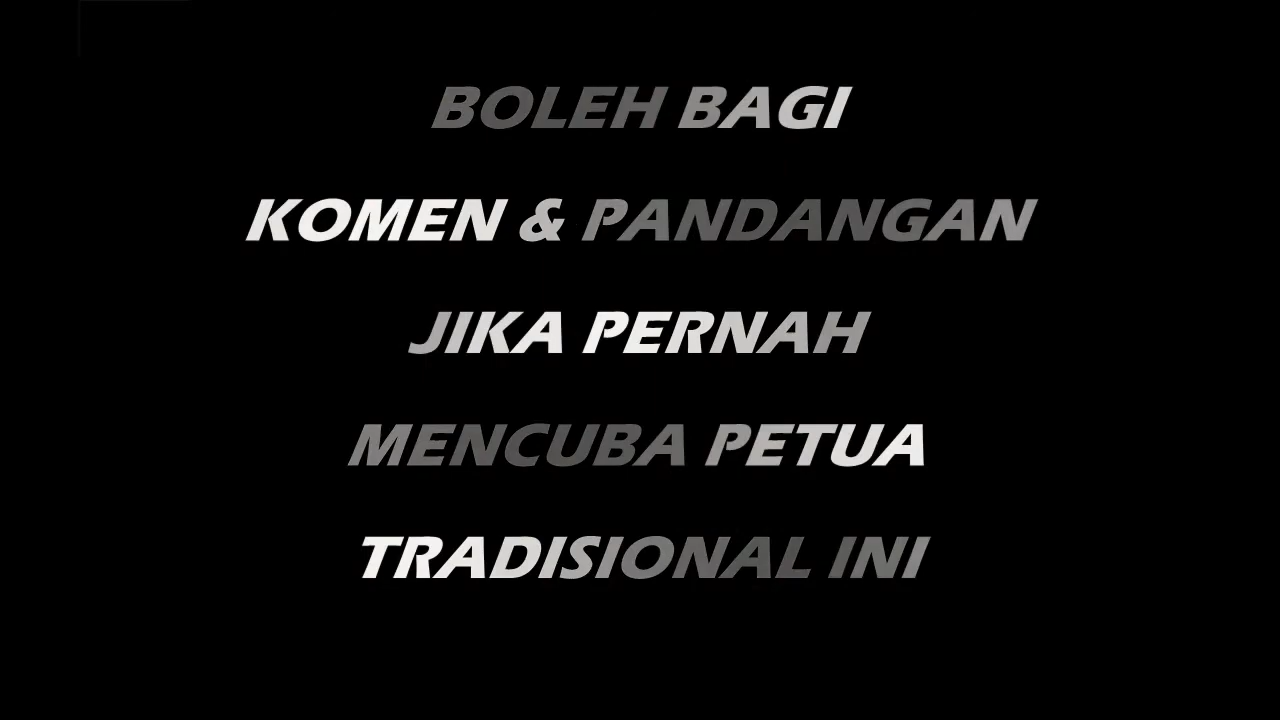 BOLEH BAGI
KOMEN & PANDANGAN
JIKA PERNAH
MENCUBA PETUA
TRADISIONAL INI